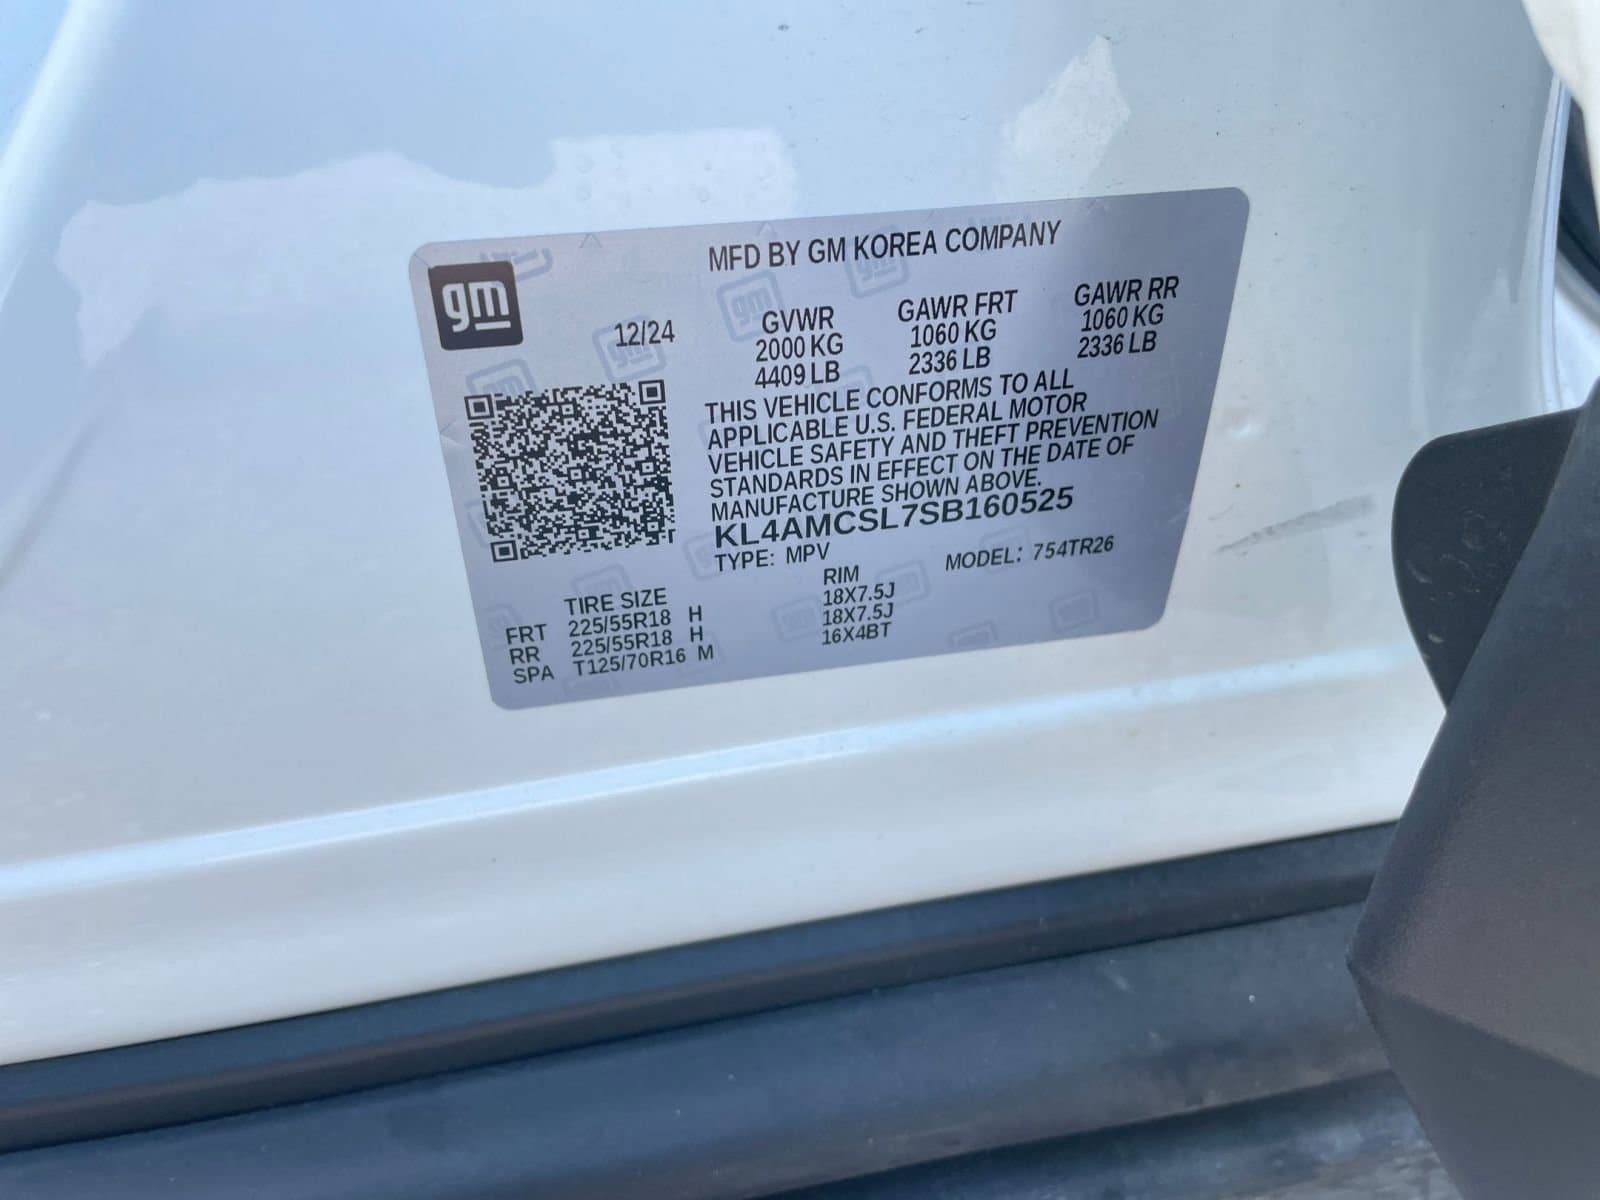 gm
MFD BY GM KOREA COMPANY
12/24
GVWR GAWR FRT GAWR RR
2000 KG 1060 KG 1060 KG
4409 LB 2336 LB 2336 LB
THIS VEHICLE CONFORMS TO ALL
APPLICABLE U.S. FEDERAL MOTOR
VEHICLE SAFETY AND THEFT PREVENTION
STANDARDS IN EFFECT ON THE DATE OF
MANUFACTURE SHOWN ABOVE.
KL4AMCSL7SB160525
TYPE: MPV MODEL: 754TR26
TIRE SIZE RIM
FRT 225/55R18 H 18X7.5J
RR 225/55R18 H 18X7.5J
SPA T125/70R16 M 16X4BT